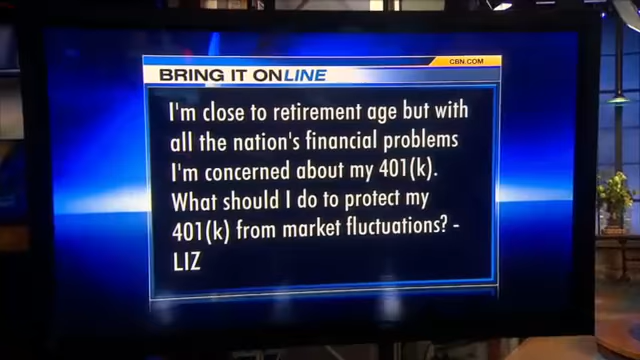 CBN.COM
BRING IT ONLINE
I'm close to retirement age but with
all the nation's financial problems
I'm concerned about my 401(k).
What should I do to protect my
401(k) from market fluctuations? -
LIZ